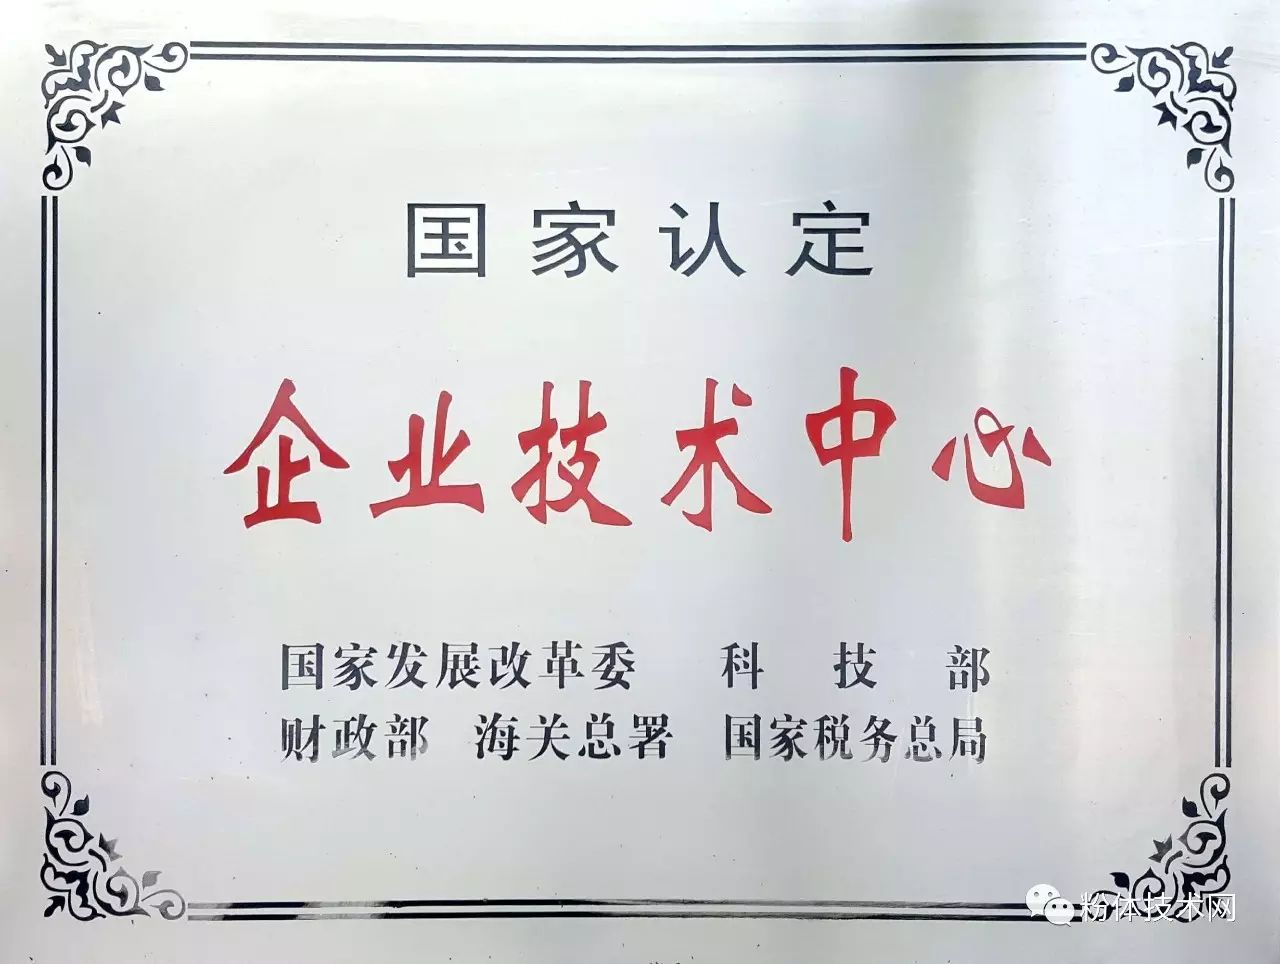 国家认定
企业技术中心
国家发展改革委 科技部
财政部 海关总署 国家税务总局
粉体技术网